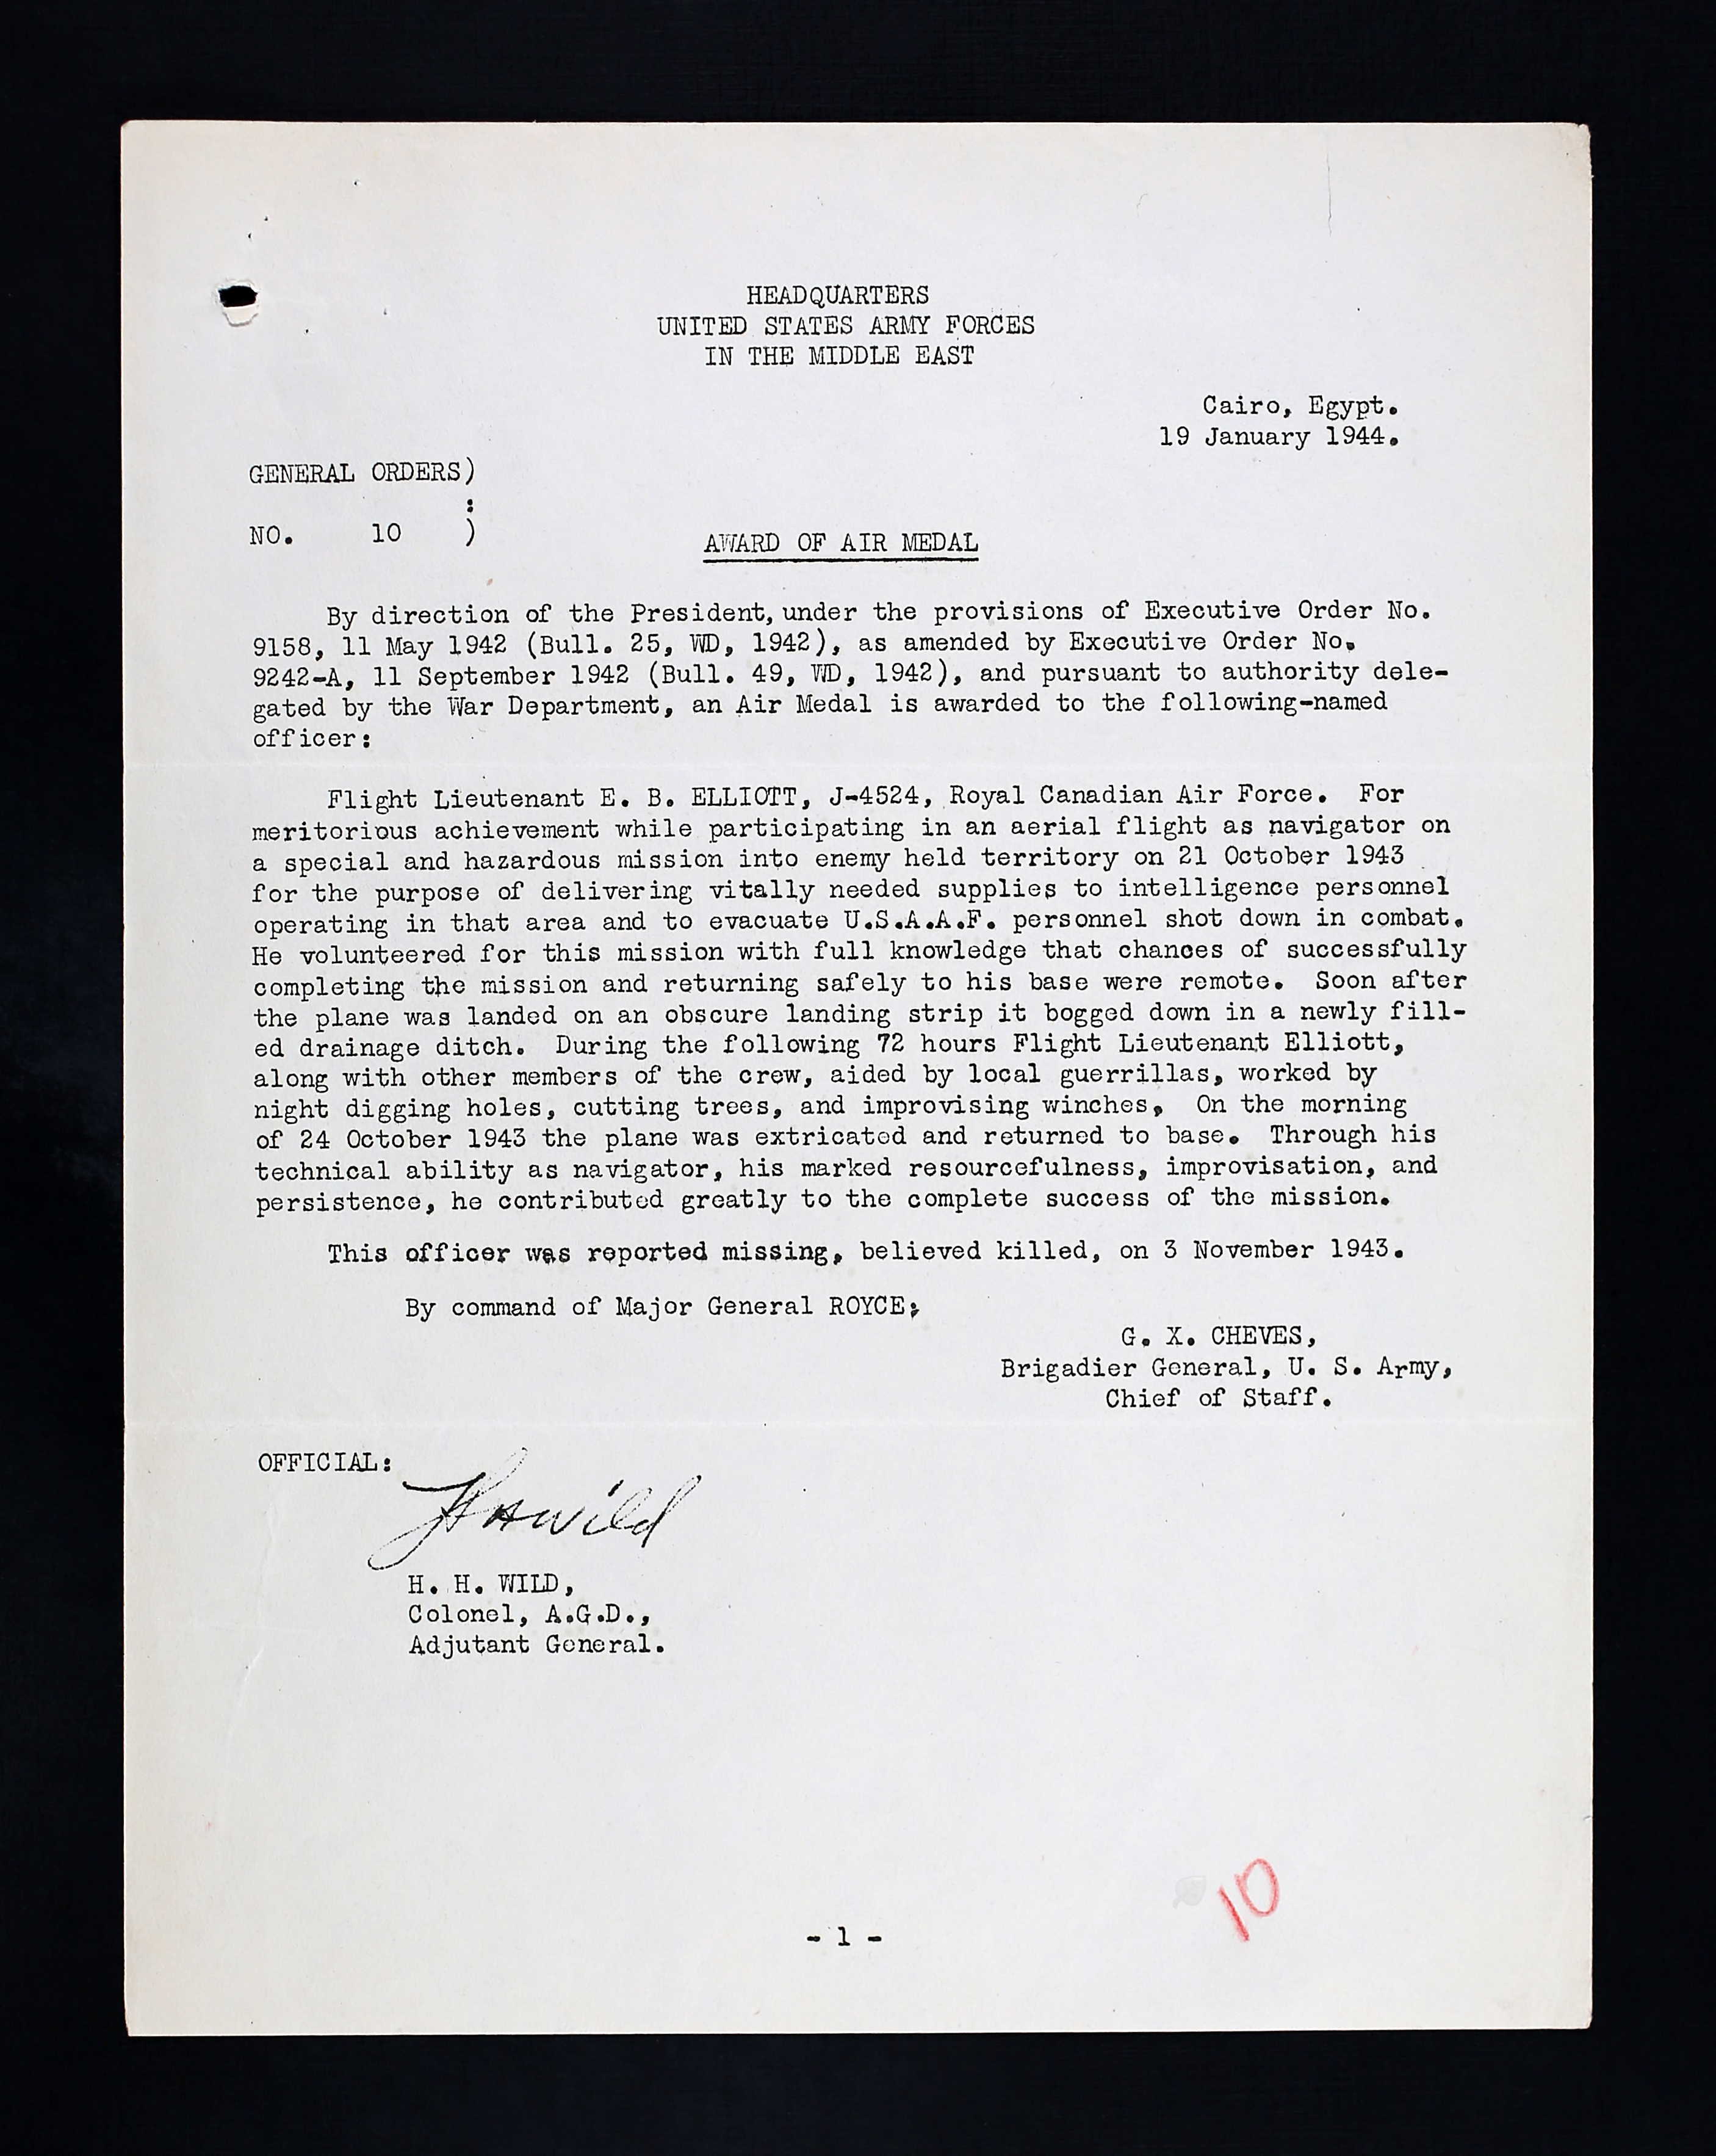 HEADQUARTERS
UNITED STATES ARMY FORCES
IN THE MIDDLE EAST
Cairo, Egypt.
19 January 1944.
GENERAL ORDERS)
:
NO. 10 )
AWARD OF AIR MEDAL
By direction of the President, under the provisions of Executive Order No.
9158, 11 May 1942 (Bull. 25, WD, 1942), as amended by Executive Order No.
9242-A, 11 September 1942 (Bull. 49, WD, 1942), and pursuant to authority dele-
gated by the War Department, an Air Medal is awarded to the following-named
officer:
Flight Lieutenant E. B. ELLIOTT, J-4524, Royal Canadian Air Force. For
meritorious achievement while participating in an aerial flight as navigator on
a special and hazardous mission into enemy held territory on 21 October 1943
for the purpose of delivering vitally needed supplies to intelligence personnel
operating in that area and to evacuate U.S.A.A.F. personnel shot down in combat.
He volunteered for this mission with full knowledge that chances of successfully
completing the mission and returning safely to his base were remote. Soon after
the plane was landed on an obscure landing strip it bogged down in a newly fill-
ed drainage ditch. During the following 72 hours Flight Lieutenant Elliott,
along with other members of the crew, aided by local guerrillas, worked by
night digging holes, cutting trees, and improvising winches, On the morning
of 24 October 1943 the plane was extricated and returned to base. Through his
technical ability as navigator, his marked resourcefulness, improvisation, and
persistence, he contributed greatly to the complete success of the mission.
This officer was reported missing, believed killed, on 3 November 1943.
By command of Major General ROYCE:
G. X. CHEVES,
Brigadier General, U. S. Army,
Chief of Staff.
OFFICIAL:
HHWild
H. H. WILD,
Colonel, A.G.D.,
Adjutant General.
10
- 1 -